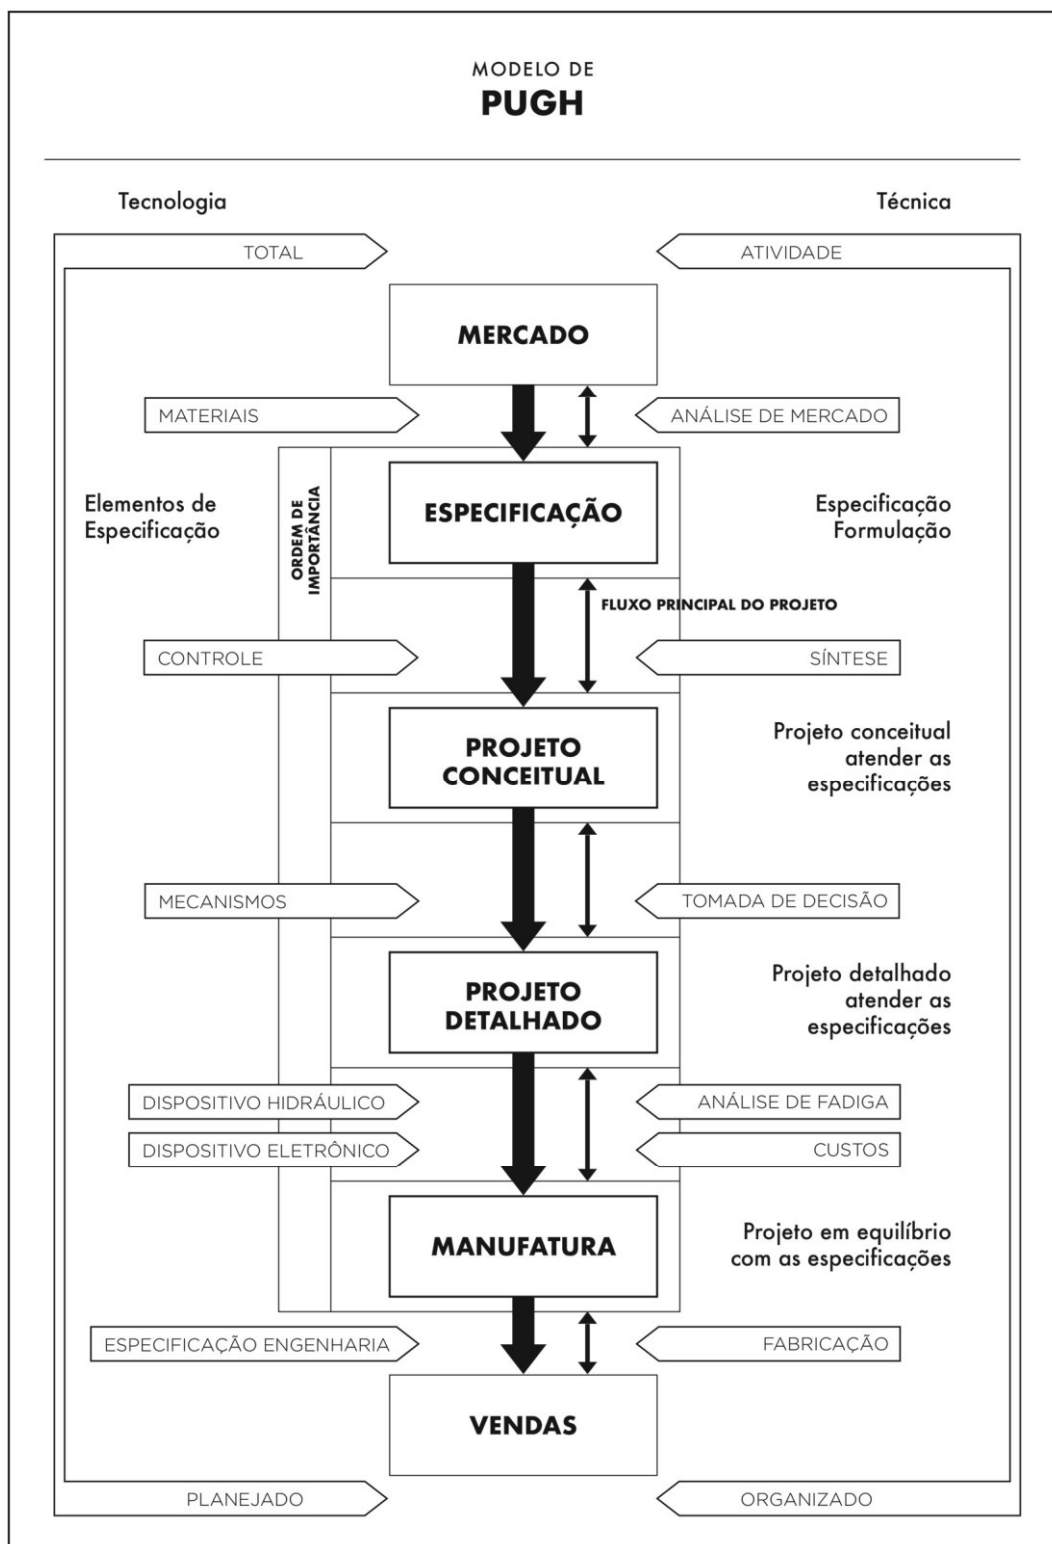 MODELO DE
PUGH
Tecnologia
Técnica
TOTAL
ATIVIDADE
MERCADO
MATERIAIS
ANÁLISE DE MERCADO
Elementos de
Especificação
ORDEM DE
IMPORTÂNCIA
ESPECIFICAÇÃO
Especificação
Formulação
FLUXO PRINCIPAL DO PROJETO
CONTROLE
SÍNTESE
PROJETO
CONCEITUAL
Projeto conceitual
atender as
especificações
MECANISMOS
TOMADA DE DECISÃO
PROJETO
DETALHADO
Projeto detalhado
atender as
especificações
DISPOSITIVO HIDRÁULICO
ANÁLISE DE FADIGA
DISPOSITIVO ELETRÔNICO
CUSTOS
MANUFATURA
Projeto em equilíbrio
com as especificações
ESPECIFICAÇÃO ENGENHARIA
FABRICAÇÃO
VENDAS
PLANEJADO
ORGANIZADO